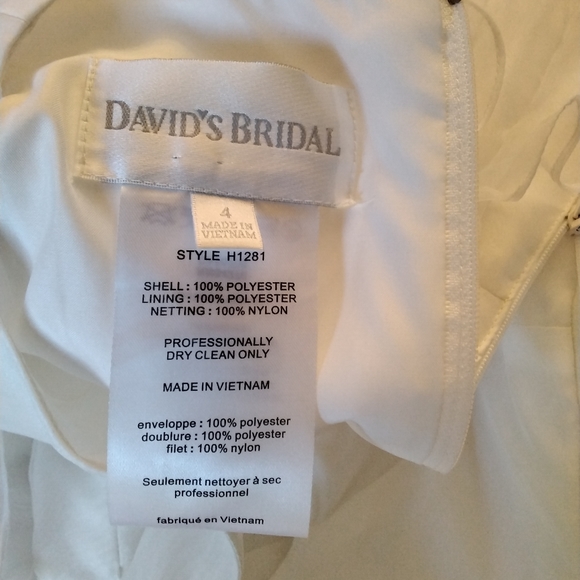 DAVID'S BRIDAL
4
MADE IN
VIETNAM
STYLE H1281
SHELL : 100% POLYESTER
LINING : 100% POLYESTER
NETTING : 100% NYLON
PROFESSIONALLY
DRY CLEAN ONLY
MADE IN VIETNAM
enveloppe : 100% polyester
doublure : 100% polyester
filet : 100% nylon
Seulement nettoyer à sec
professionnel
fabriqué en Vietnam